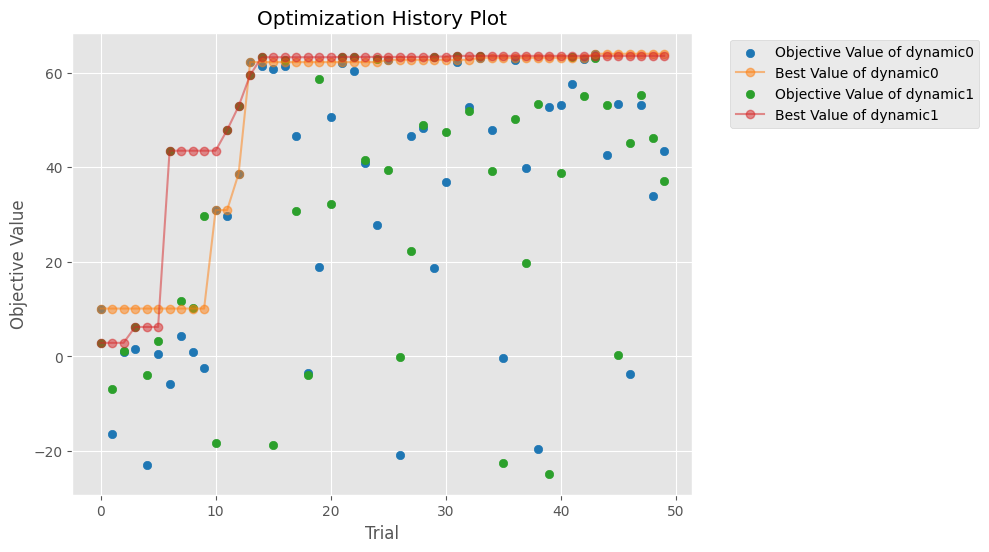 Optimization History Plot
Objective Value of dynamic0
Best Value of dynamic0
Objective Value of dynamic1
Best Value of dynamic1
Objective Value
60
40
20
0
−20
0 10 20 30 40 50
Trial